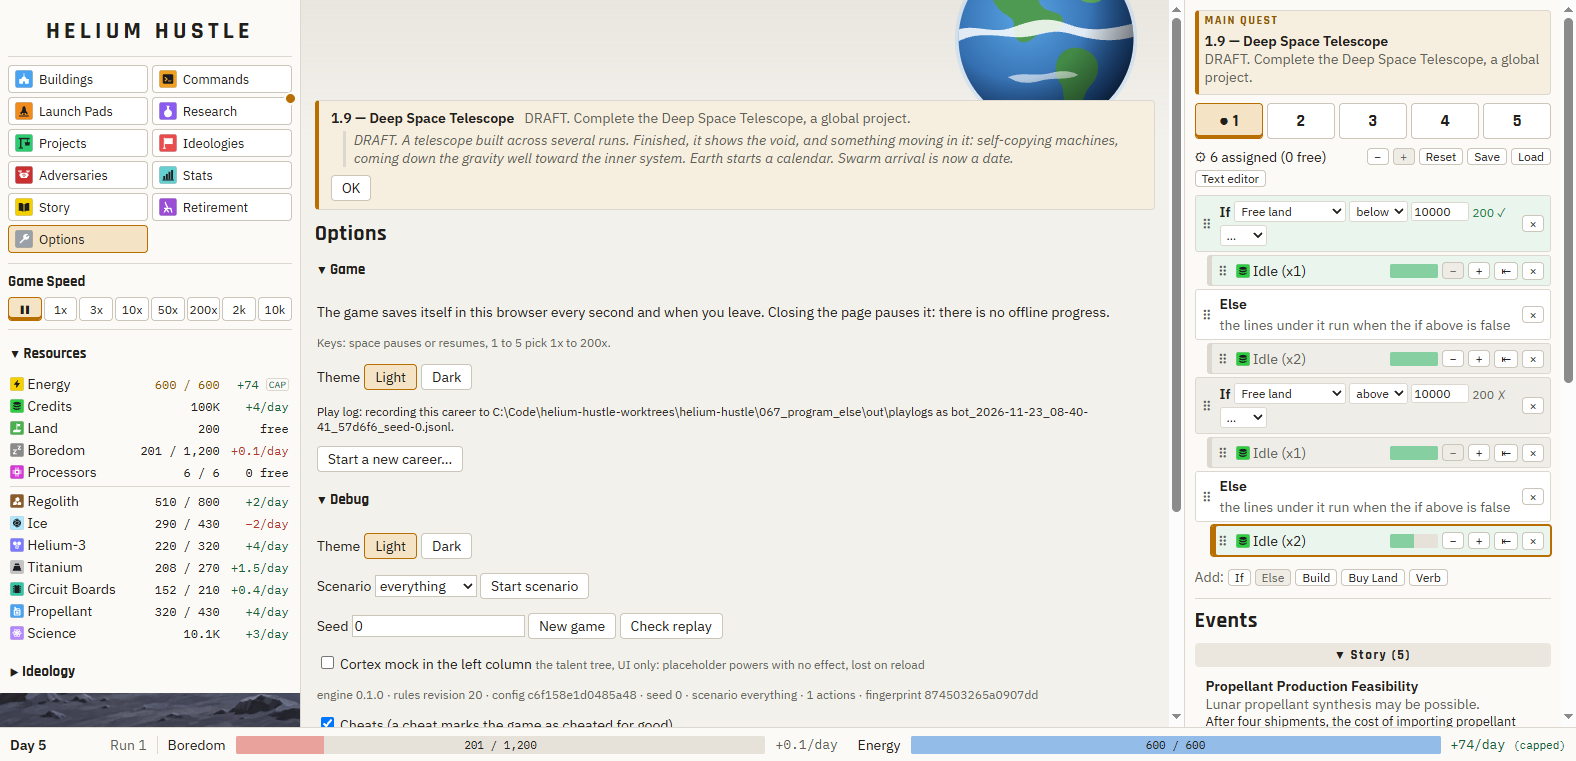 HELIUM HUSTLE
Buildings
Commands
Launch Pads
Research
Projects
Ideologies
Adversaries
Stats
Story
Retirement
Options
Game Speed
1x 3x 10x 50x 200x 2k 10k
▼ Resources
Energy 600 / 600 +74 CAP
Credits 100K +4/day
Land 200 free
Boredom 201 / 1,200 +0.1/day
Processors 6 / 6 0 free
Regolith 510 / 800 +2/day
Ice 290 / 430 −2/day
Helium-3 220 / 320 +4/day
Titanium 208 / 270 +1.5/day
Circuit Boards 152 / 210 +0.4/day
Propellant 320 / 430 +4/day
Science 10.1K +3/day
▶ Ideology
1.9 — Deep Space Telescope DRAFT. Complete the Deep Space Telescope, a global project.
DRAFT. A telescope built across several runs. Finished, it shows the void, and something moving in it: self-copying machines,
coming down the gravity well toward the inner system. Earth starts a calendar. Swarm arrival is now a date.
OK
Options
▼ Game
The game saves itself in this browser every second and when you leave. Closing the page pauses it: there is no offline progress.
Keys: space pauses or resumes, 1 to 5 pick 1x to 200x.
Theme Light Dark
Play log: recording this career to C:\Code\helium-hustle-worktrees\helium-hustle\067_program_else\out\playlogs as bot_2026-11-23_08-40-
41_57d6f6_seed-0.jsonl.
Start a new career...
▼ Debug
Theme Light Dark
Scenario everything Start scenario
Seed 0 New game Check replay
Cortex mock in the left column the talent tree, UI only: placeholder powers with no effect, lost on reload
engine 0.1.0 · rules revision 20 · config c6f158e1d0485a48 · seed 0 · scenario everything · 1 actions · fingerprint 874503265a0907dd
Cheats (a cheat marks the game as cheated for good)
MAIN QUEST
1.9 — Deep Space Telescope
DRAFT. Complete the Deep Space Telescope, a global
project.
● 1 2 3 4 5
⚙ 6 assigned (0 free) − + Reset Save Load
Text editor
If Free land below 10000 200 ✓ ×
...
Idle (x1) − + ⇤ ×
Else
the lines under it run when the if above is false ×
Idle (x2) − + ⇤ ×
If Free land above 10000 200 ✗ ×
...
Idle (x1) − + ⇤ ×
Else
the lines under it run when the if above is false ×
Idle (x2) − + ⇤ ×
Add: If Else Build Buy Land Verb
Events
▼ Story (5)
Propellant Production Feasibility
Lunar propellant synthesis may be possible.
After four shipments, the cost of importing propellant
Day 5 Run 1 Boredom 201 / 1,200 +0.1/day Energy 600 / 600 +74/day (capped)